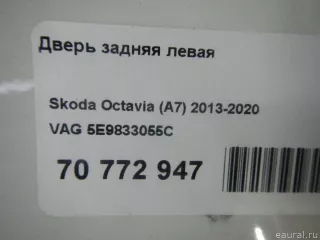 Дверь задняя левая
Skoda Octavia (A7) 2013-2020
VAG 5E9833055C
70 772 947
eaural.ru